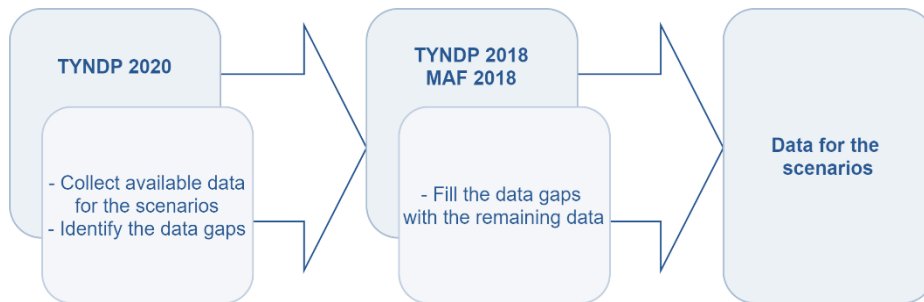 TYNDP 2020
- Collect available data
for the scenarios
- Identify the data gaps
TYNDP 2018
MAF 2018
- Fill the data gaps
with the remaining data
Data for the
scenarios